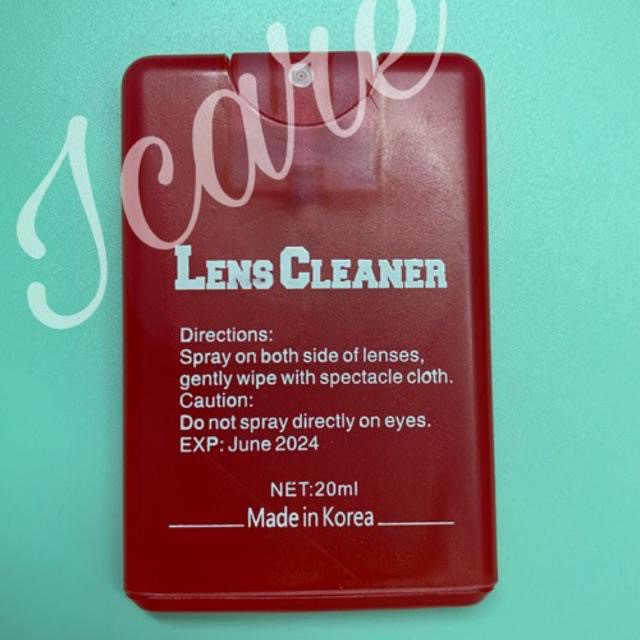 Icare
LENS CLEANER
Directions:
Spray on both side of lenses,
gently wipe with spectacle cloth.
Caution:
Do not spray directly on eyes.
EXP: June 2024
NET:20ml
Made in Korea